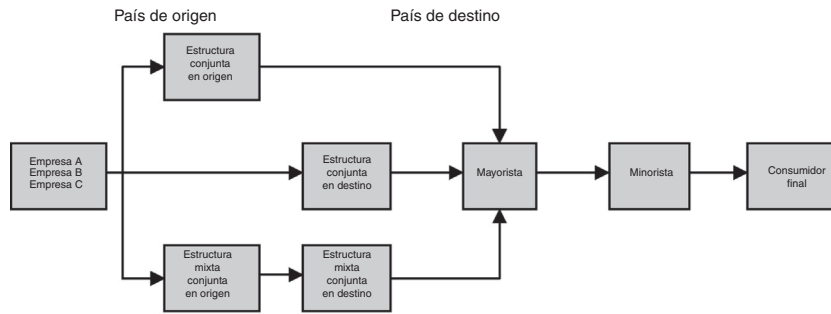 País de origen
País de destino
Estructura
conjunta
en origen
Empresa A
Empresa B
Empresa C
Estructura
conjunta
en destino
Mayorista
Minorista
Consumidor
final
Estructura
mixta
conjunta
en origen
Estructura
mixta
conjunta
en destino